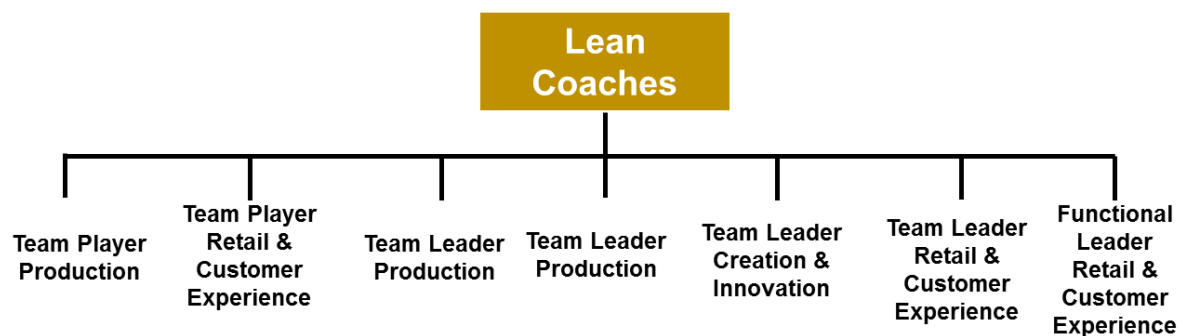 Lean
Coaches
Team Player
Production
Team Player
Retail &
Customer
Experience
Team Leader
Production
Team Leader
Production
Team Leader
Creation &
Innovation
Team Leader
Retail &
Customer
Experience
Functional
Leader
Retail &
Customer
Experience